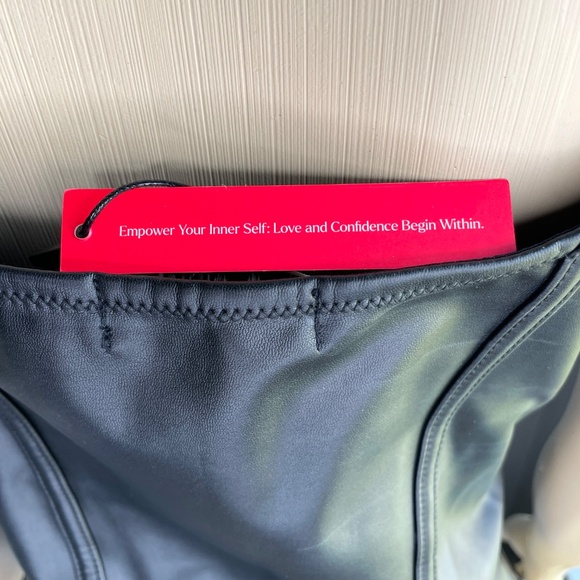 Empower Your Inner Self: Love and Confidence Begin Within.